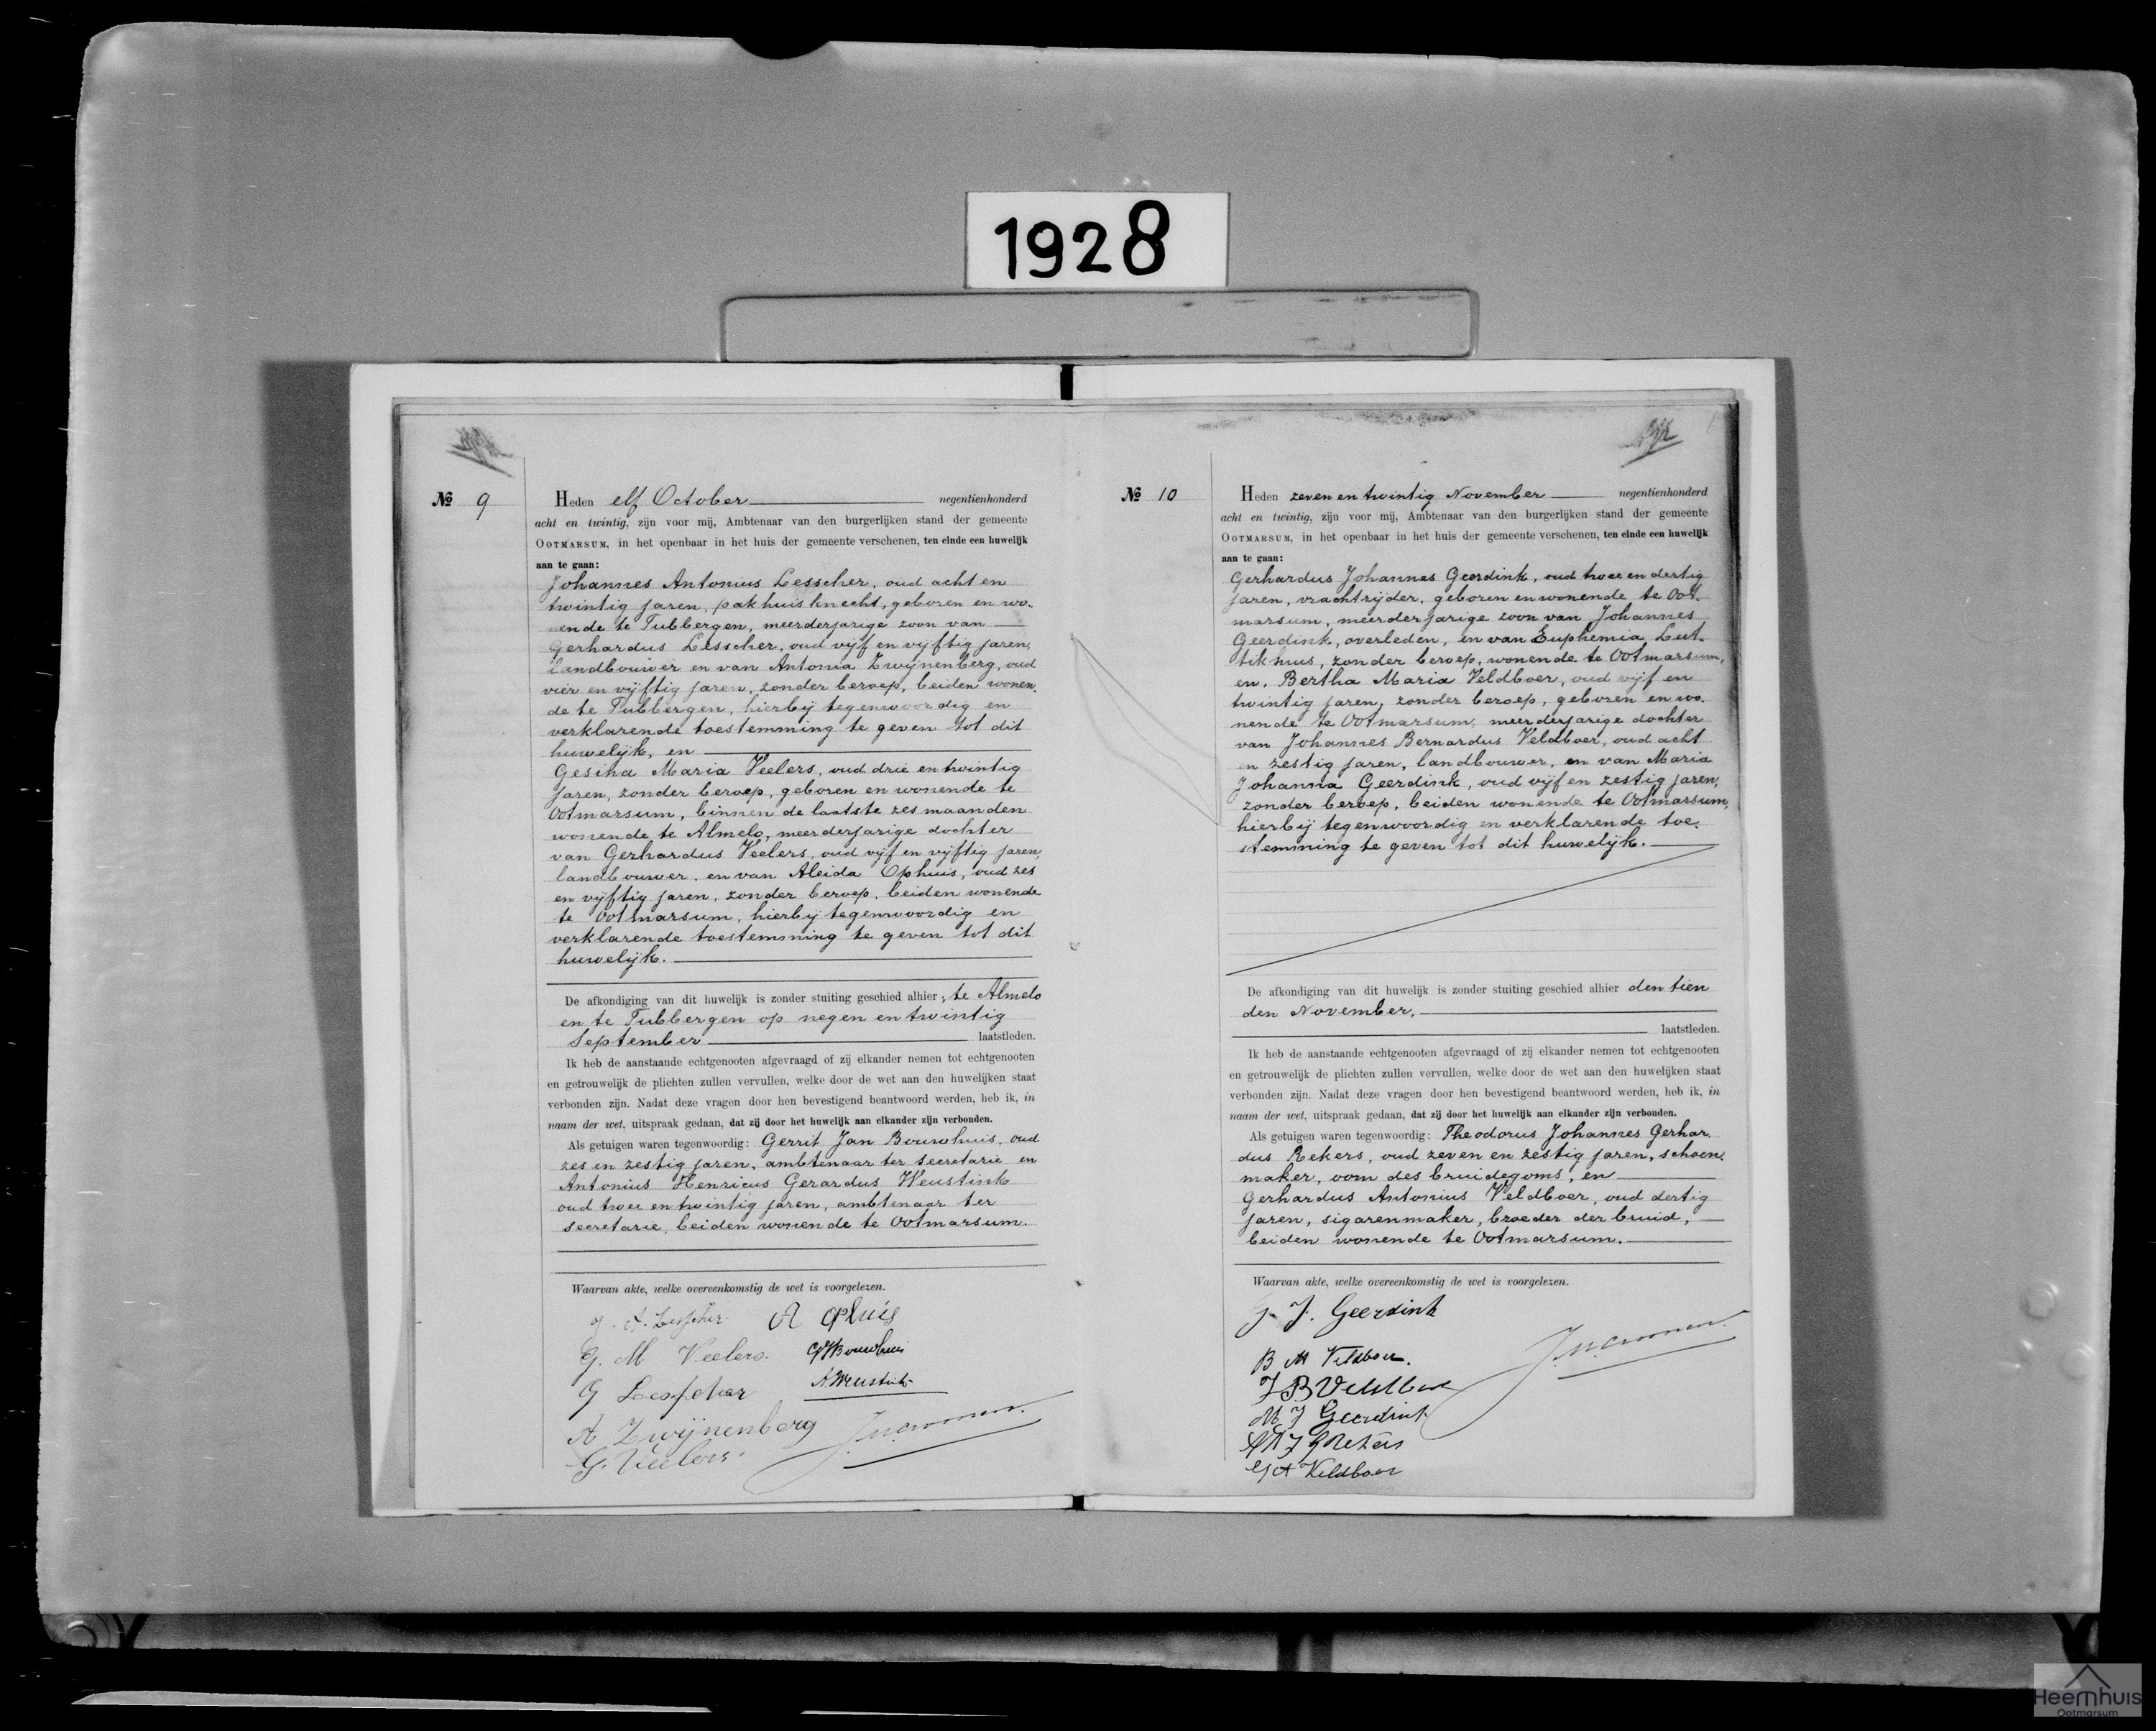 1928
№ 9
Heden elf October negentienhonderd
acht en twintig, zijn voor mij, Ambtenaar van den burgerlijken stand der gemeente
OOTMARSUM, in het openbaar in het huis der gemeente verschenen, ten einde een huwelijk
aan te gaan:
Johannes Antonius Lesscher, oud acht en
twintig jaren, pakhuisknecht, geboren en wo-
nende te Tubbergen, meerderjarige zoon van
Gerhardus Lesscher, oud vijf en vijftig jaren,
landbouwer en van Antonia Zwijnenberg, oud
vier en vijftig jaren, zonder beroep, beiden wonen-
de te Tubbergen, hierbij tegenwoordig en
verklarende toestemming te geven tot dit
huwelijk, en
Gesina Maria Veelers, oud drie en twintig
jaren, zonder beroep, geboren en wonende te
Ootmarsum, binnen de laatste zes maanden
wonende te Almelo, meerderjarige dochter
van Gerhardus Veelers, oud vijf en vijftig jaren,
landbouwer, en van Aleida Ophuis, oud zes
en vijftig jaren, zonder beroep, beiden wonende
te Ootmarsum, hierbij tegenwoordig en
verklarende toestemming te geven tot dit
huwelijk.
De afkondiging van dit huwelijk is zonder stuiting geschied alhier, te Almelo
en te Tubbergen op negen en twintig
September laatstleden.
Ik heb de aanstaande echtgenooten afgevraagd of zij elkander nemen tot echtgenooten
en getrouwelijk de plichten zullen vervullen, welke door de wet aan den huwelijken staat
verbonden zijn. Nadat deze vragen door hen bevestigend beantwoord werden, heb ik, in
naam der wet, uitspraak gedaan, dat zij door het huwelijk aan elkander zijn verbonden.
Als getuigen waren tegenwoordig: Gerrit Jan Bouwhuis, oud
zes en zestig jaren, ambtenaar ter secretarie en
Antonius Henricus Gerardus Weustink
oud twee en twintig jaren, ambtenaar ter
secretarie, beiden wonende te Ootmarsum.
Waarvan akte, welke overeenkomstig de wet is voorgelezen.
J. A. Lesscher A Ophuis
G. M. Veelers. GJBouwhuis
G Lesscher AWeustink
A Zwijnenberg
G. Veelers
№ 10
Heden zeven en twintig November negentienhonderd
acht en twintig, zijn voor mij, Ambtenaar van den burgerlijken stand der gemeente
OOTMARSUM, in het openbaar in het huis der gemeente verschenen, ten einde een huwelijk
aan te gaan:
Gerhardus Johannes Geerdink, oud twee en dertig
jaren, vrachtrijder, geboren en wonende te Oot-
marsum, meerderjarige zoon van Johannes
Geerdink, overleden, en van Euphemia Lut-
tikhuis, zonder beroep, wonende te Ootmarsum,
en, Bertha Maria Veldboer, oud vijf en
twintig jaren, zonder beroep, geboren en wo-
nende te Ootmarsum, meerderjarige dochter
van Johannes Bernardus Veldboer, oud acht
en zestig jaren, landbouwer, en van Maria
Johanna Geerdink, oud vijf en zestig jaren,
zonder beroep, beiden wonende te Ootmarsum,
hierbij tegenwoordig en verklarende toe-
stemming te geven tot dit huwelijk.
De afkondiging van dit huwelijk is zonder stuiting geschied alhier den tien
den November,
laatstleden.
Ik heb de aanstaande echtgenooten afgevraagd of zij elkander nemen tot echtgenooten
en getrouwelijk de plichten zullen vervullen, welke door de wet aan den huwelijken staat
verbonden zijn. Nadat deze vragen door hen bevestigend beantwoord werden, heb ik, in
naam der wet, uitspraak gedaan, dat zij door het huwelijk aan elkander zijn verbonden.
Als getuigen waren tegenwoordig: Theodorus Johannes Gerhar-
dus Rekers, oud zeven en zestig jaren, schoen-
maker, oom des bruidegoms, en
Gerhardus Antonius Veldboer, oud dertig
jaren, sigarenmaker, broeder der bruid,
beiden wonende te Ootmarsum.
Waarvan akte, welke overeenkomstig de wet is voorgelezen.
G. J. Geerdink
B M Veldboer.
J B Veldboer
M J Geerdink
G A Veldboer
Heemhuis
Ootmarsum